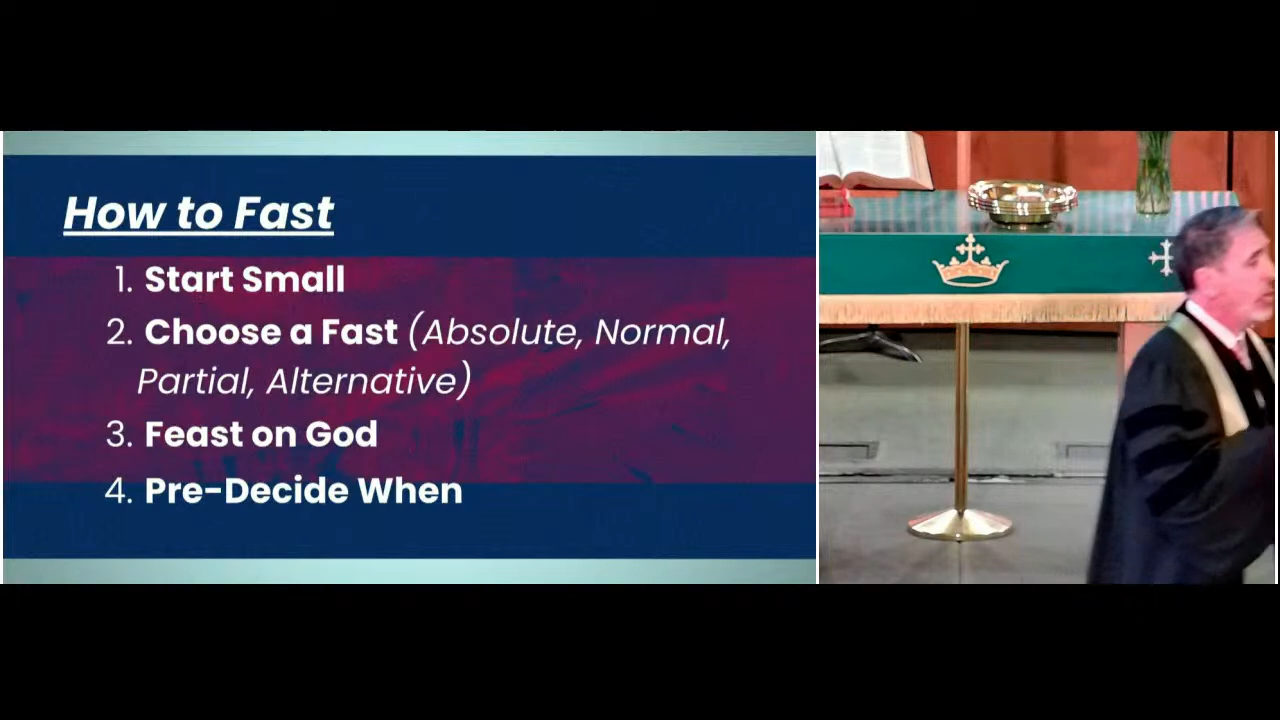 How to Fast
1. Start Small
2. Choose a Fast (Absolute, Normal,
Partial, Alternative)
3. Feast on God
4. Pre-Decide When